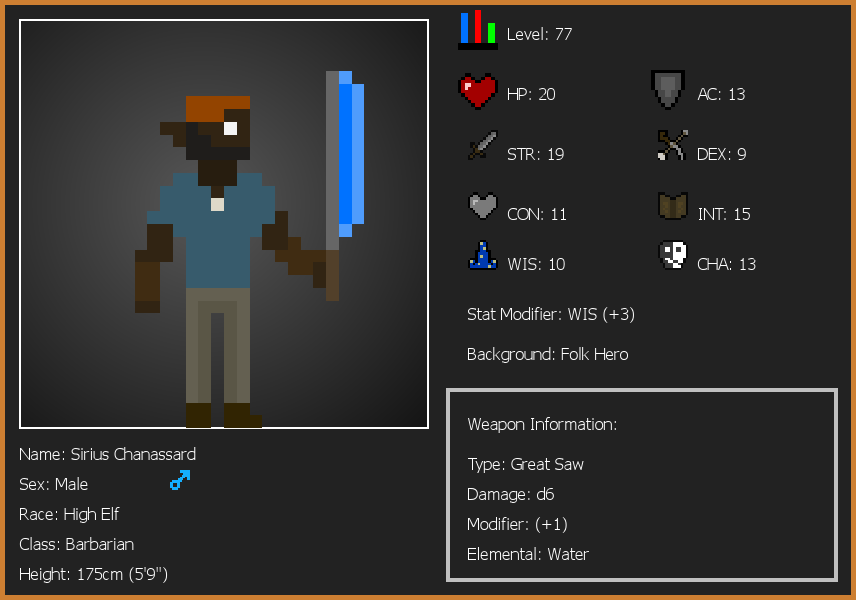 Level: 77
HP: 20
AC: 13
STR: 19
DEX: 9
CON: 11
INT: 15
WIS: 10
CHA: 13
Stat Modifier: WIS (+3)
Background: Folk Hero
Weapon Information:
Type: Great Saw
Damage: d6
Modifier: (+1)
Elemental: Water
Name: Sirius Chanassard
Sex: Male
Race: High Elf
Class: Barbarian
Height: 175cm (5'9")